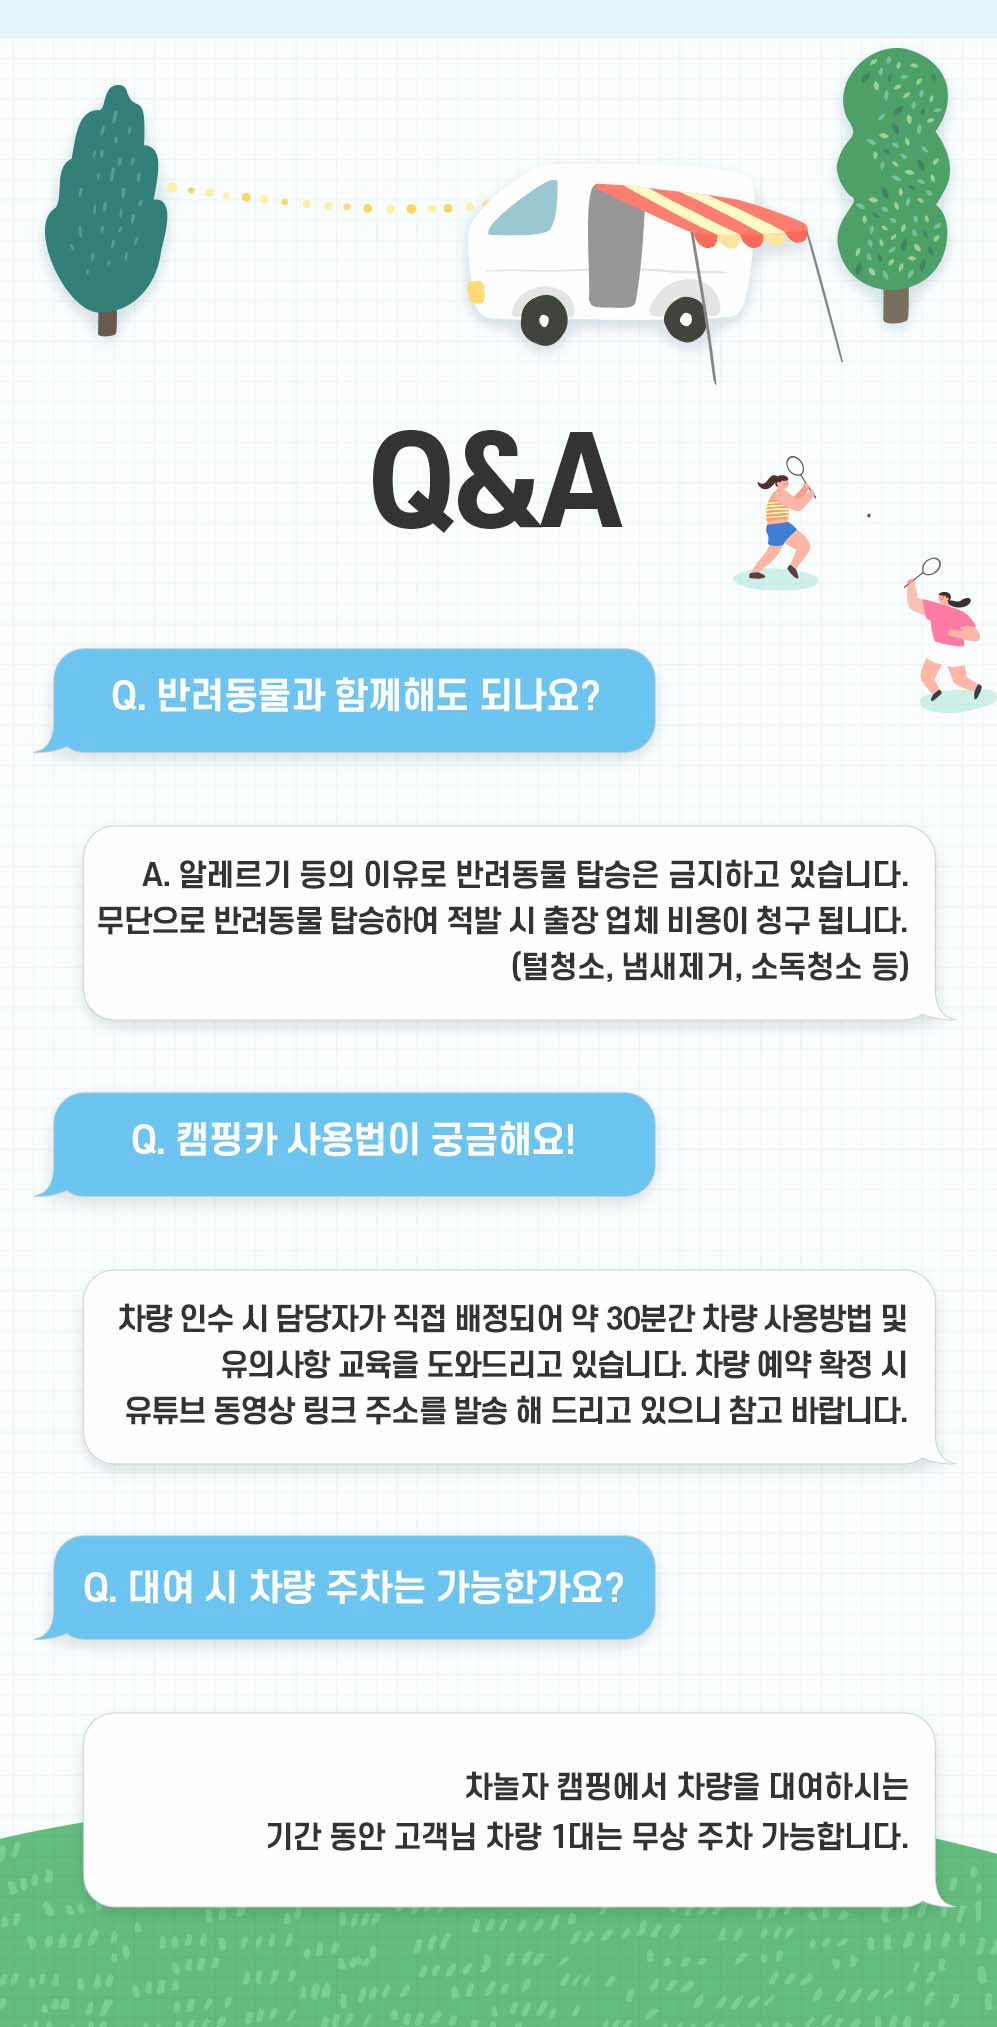 Q&A
Q. 반려동물과 함께해도 되나요?
A. 알레르기 등의 이유로 반려동물 탑승은 금지하고 있습니다.
무단으로 반려동물 탑승하여 적발 시 출장 업체 비용이 청구 됩니다.
(털청소, 냄새제거, 소독청소 등)
Q. 캠핑카 사용법이 궁금해요!
차량 인수 시 담당자가 직접 배정되어 약 30분간 차량 사용방법 및
유의사항 교육을 도와드리고 있습니다. 차량 예약 확정 시
유튜브 동영상 링크 주소를 발송 해 드리고 있으니 참고 바랍니다.
Q. 대여 시 차량 주차는 가능한가요?
차놀자 캠핑에서 차량을 대여하시는
기간 동안 고객님 차량 1대는 무상 주차 가능합니다.